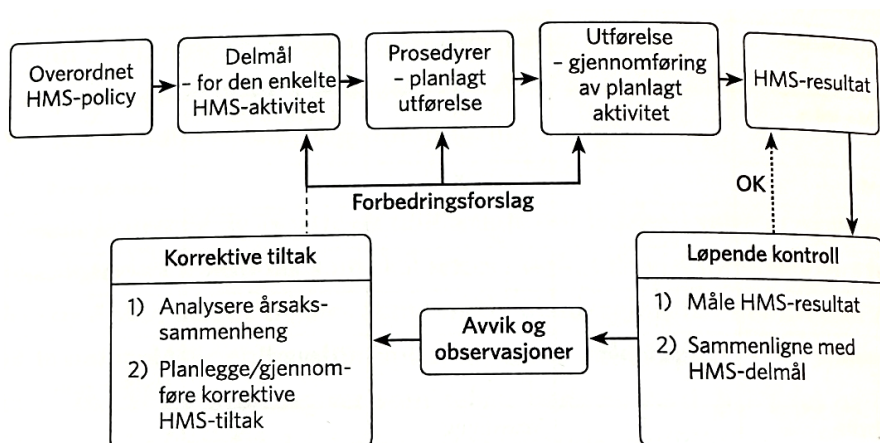 Overordnet
HMS-policy
Delmål
- for den enkelte
HMS-aktivitet
Prosedyrer
– planlagt
utførelse
Utførelse
– gjennomføring
av planlagt
aktivitet
HMS-resultat
Forbedringsforslag
OK
Korrektive tiltak
1) Analysere årsaks-
sammenheng
2) Planlegge/gjennom-
føre korrektive
HMS-tiltak
Avvik og
observasjoner
Løpende kontroll
1) Måle HMS-resultat
2) Sammenligne med
HMS-delmål